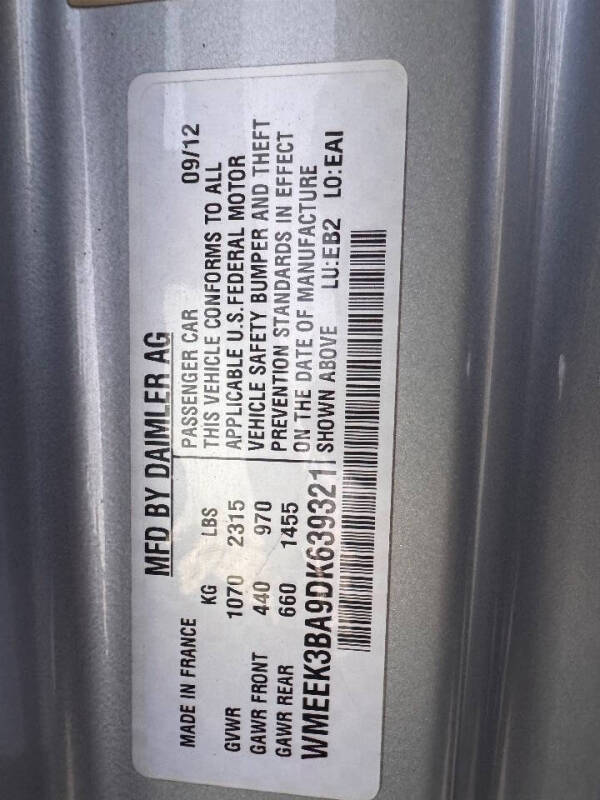 MFD BY DAIMLER AG
MADE IN FRANCE
KG LBS
GVWR 1070 2315
GAWR FRONT 440 970
GAWR REAR 660 1455
PASSENGER CAR 09/12
THIS VEHICLE CONFORMS TO ALL
APPLICABLE U.S. FEDERAL MOTOR
VEHICLE SAFETY BUMPER AND THEFT
PREVENTION STANDARDS IN EFFECT
ON THE DATE OF MANUFACTURE
SHOWN ABOVE LU:EB2 LO:EAI
WMEEK3BA9DK639321